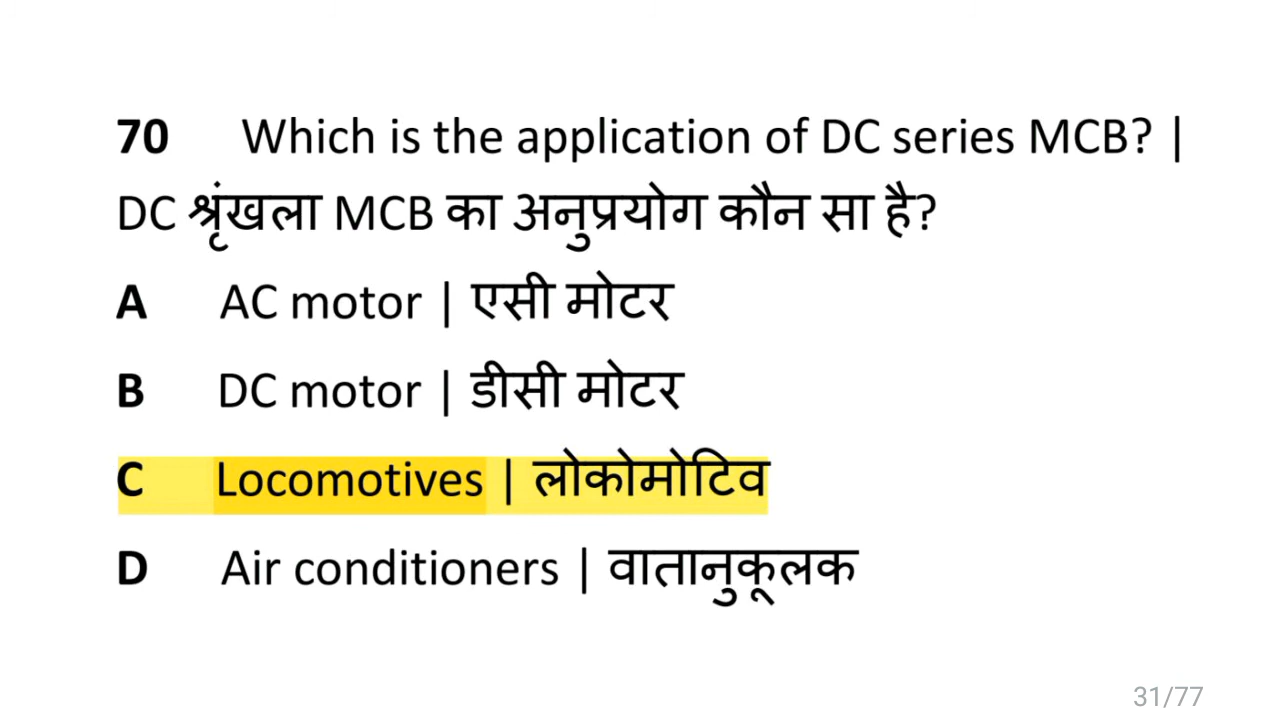 70 Which is the application of DC series MCB? |
DC श्रृंखला MCB का अनुप्रयोग कौन सा है?
A AC motor | एसी मोटर
B DC motor | डीसी मोटर
C Locomotives | लोकोमोटिव
D Air conditioners | वातानुकूलक
31/77